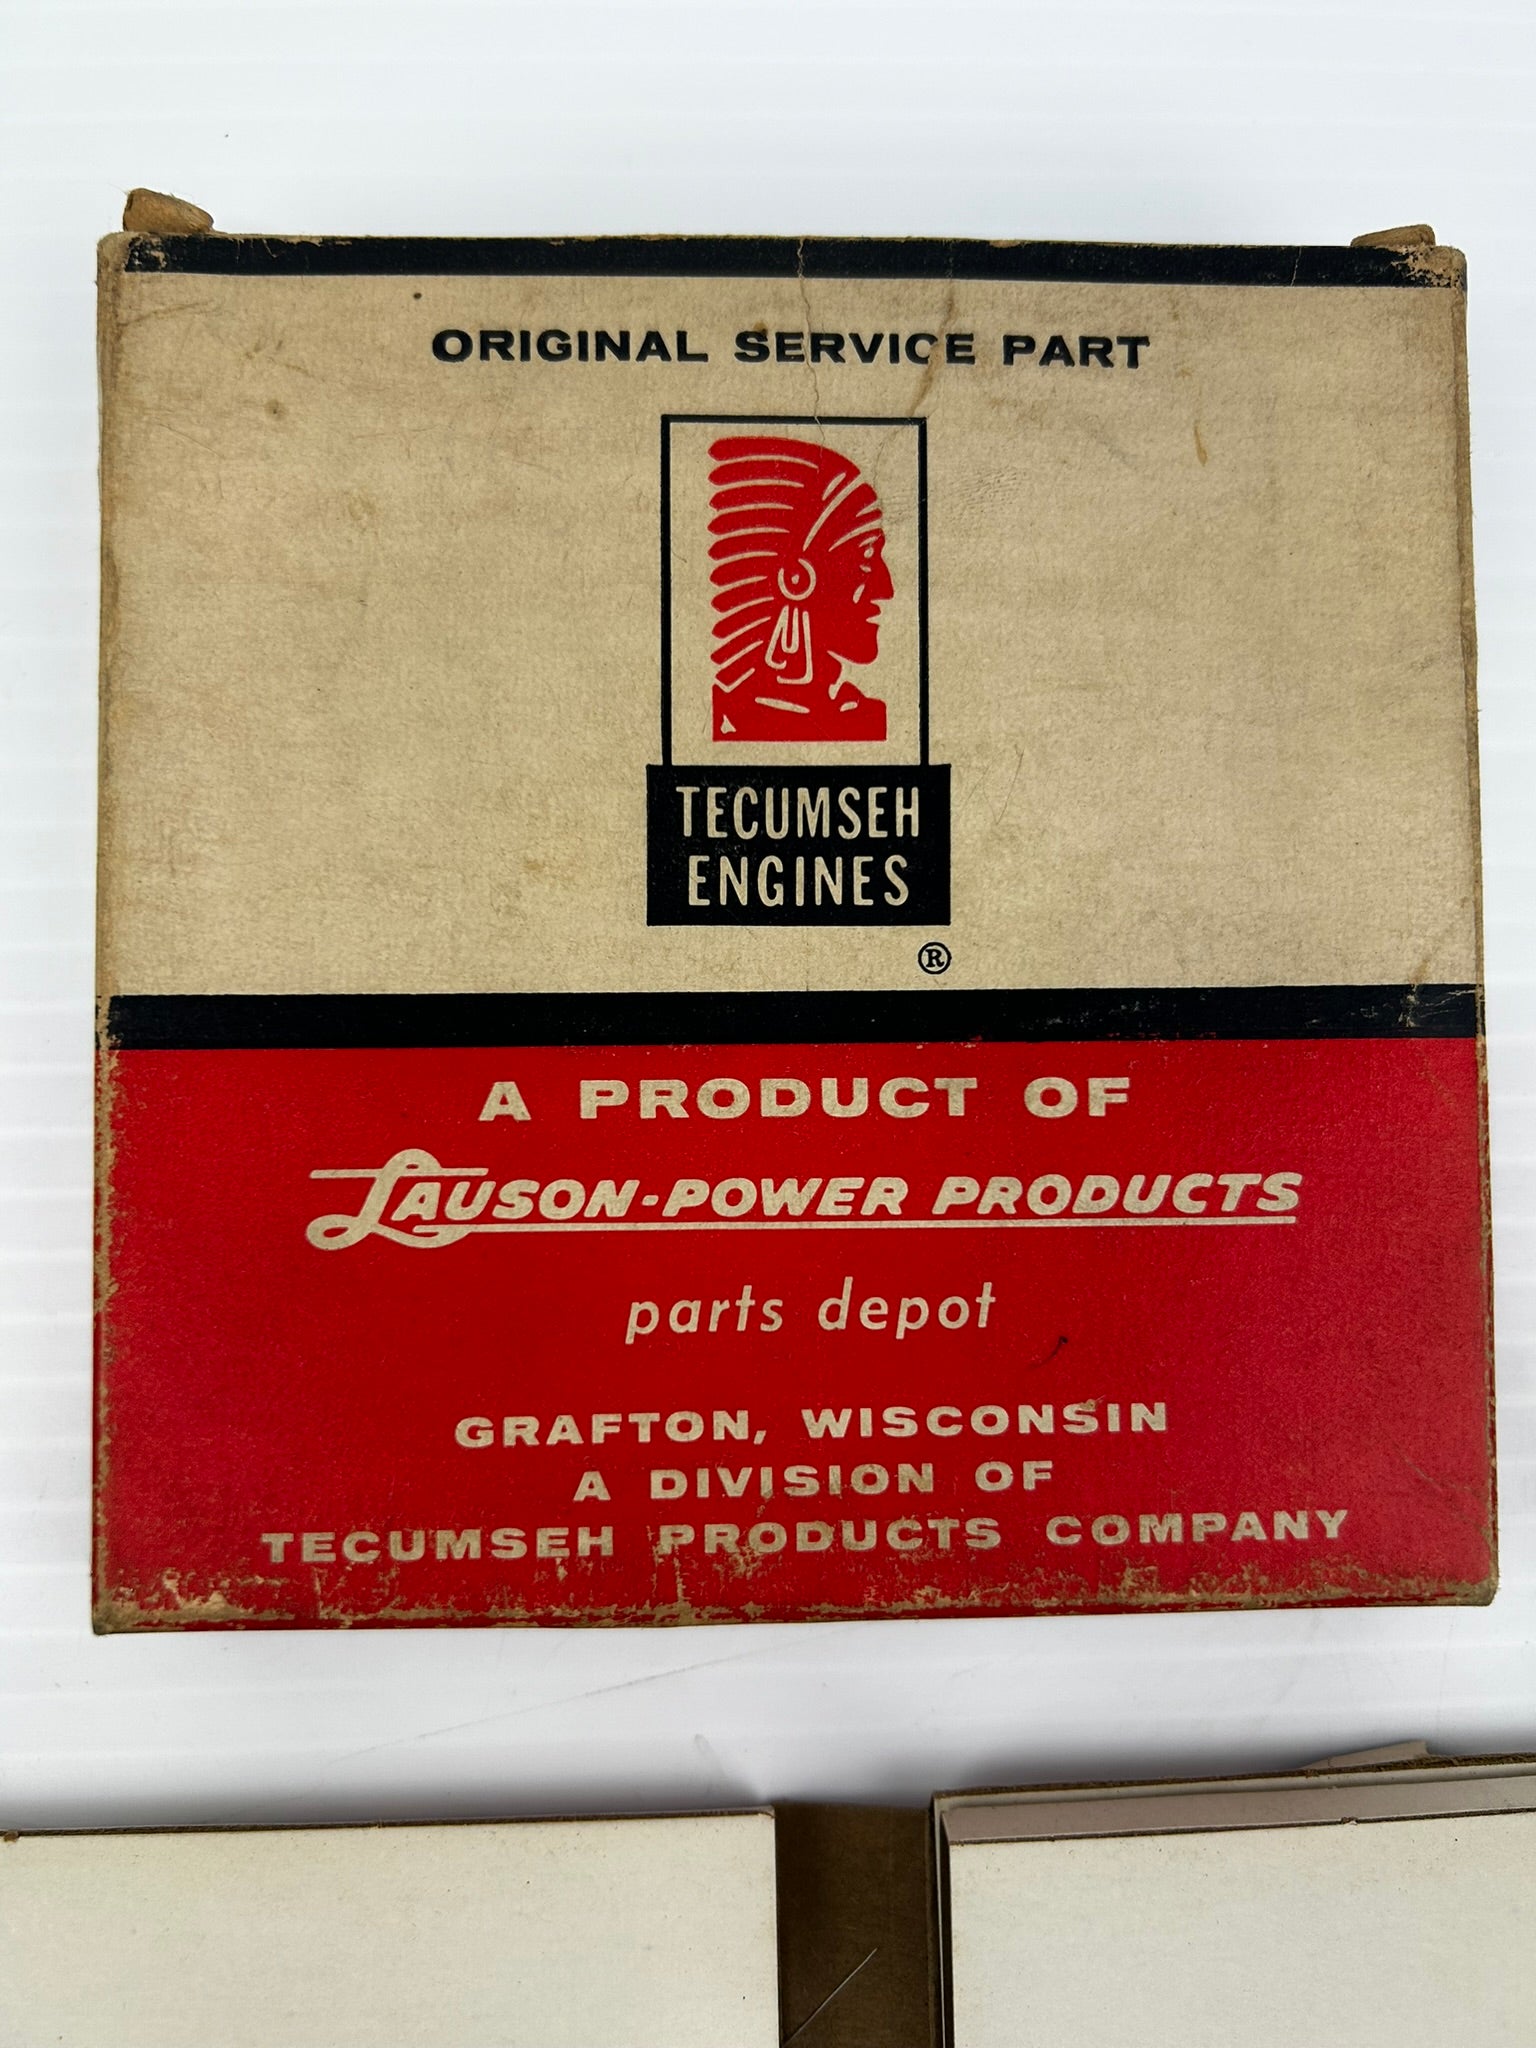 ORIGINAL SERVICE PART
TECUMSEH
ENGINES
®
A PRODUCT OF
LAUSON-POWER PRODUCTS
parts depot
GRAFTON, WISCONSIN
A DIVISION OF
TECUMSEH PRODUCTS COMPANY